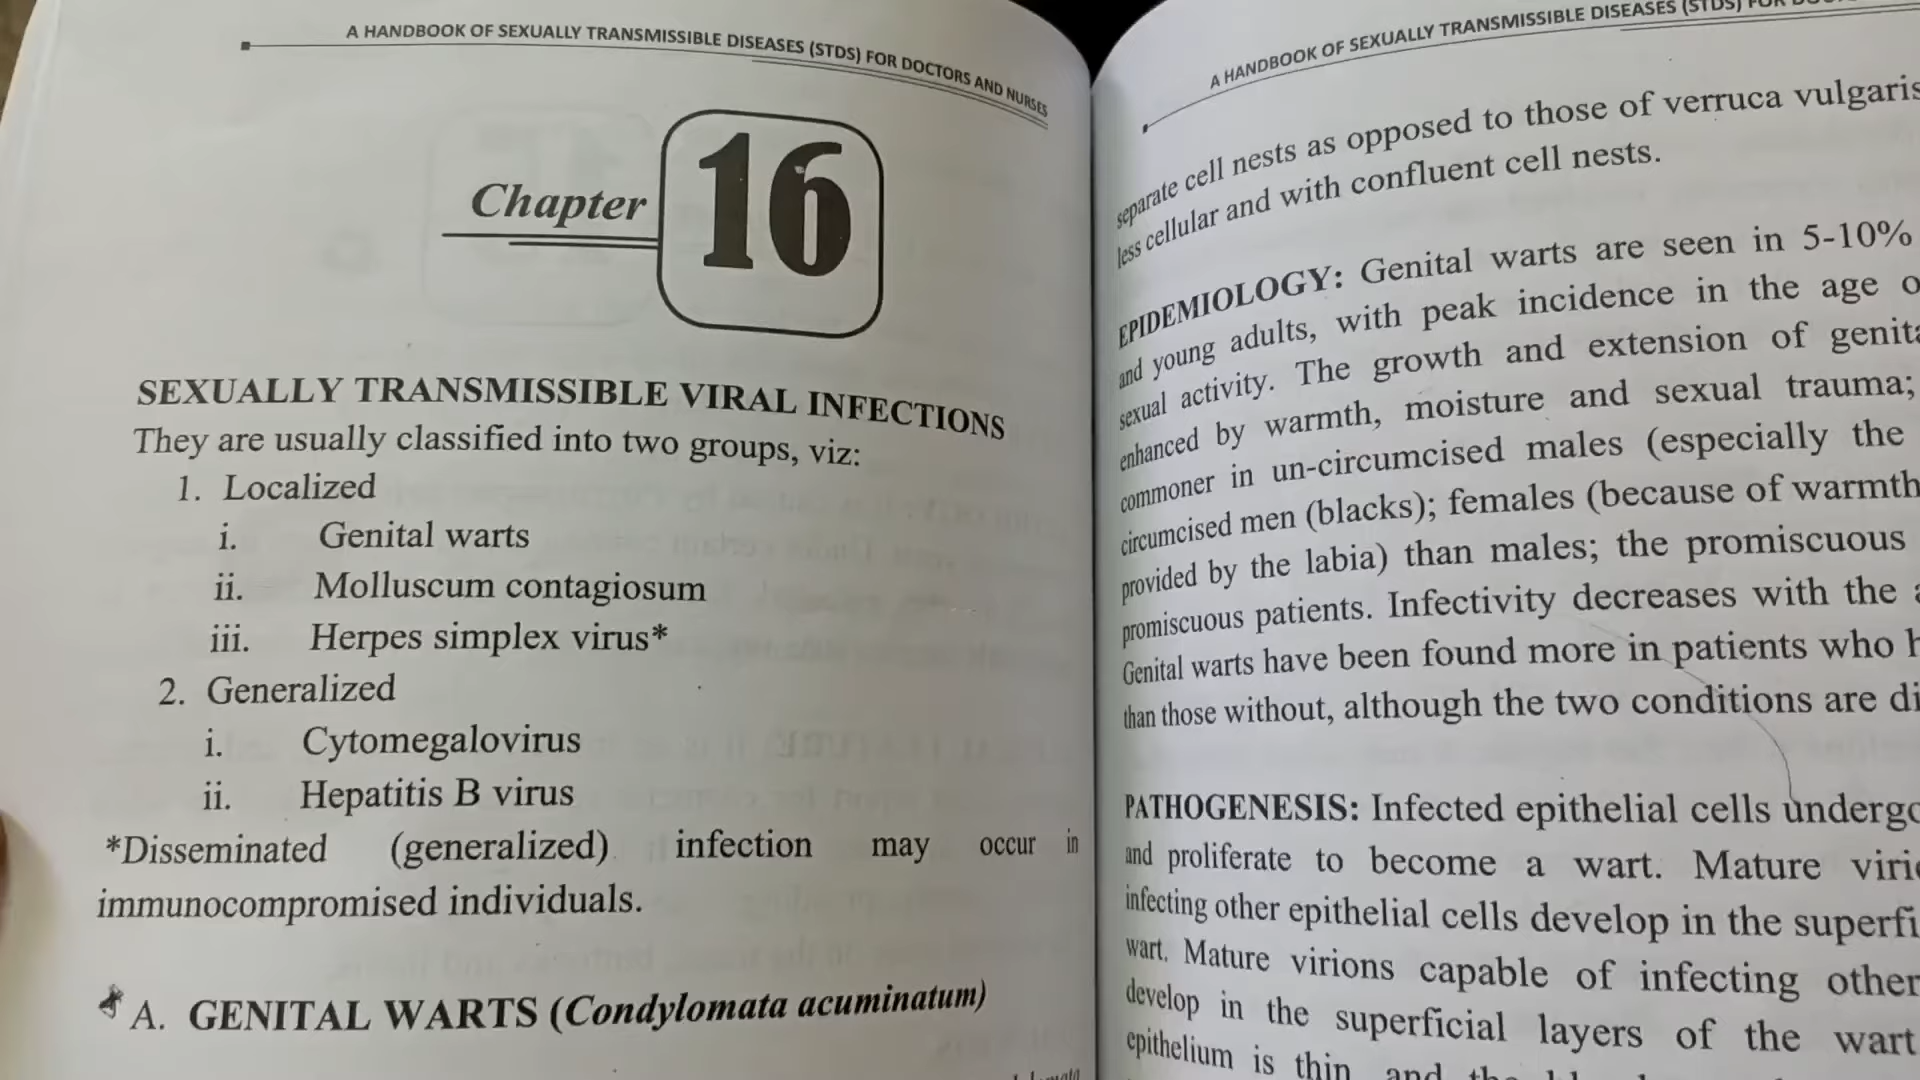 A HANDBOOK OF SEXUALLY TRANSMISSIBLE DISEASES (STDS) FOR DOCTORS AND NURSES
Chapter 16
SEXUALLY TRANSMISSIBLE VIRAL INFECTIONS
They are usually classified into two groups, viz:
1. Localized
i. Genital warts
ii. Molluscum contagiosum
iii. Herpes simplex virus*
2. Generalized
i. Cytomegalovirus
ii. Hepatitis B virus
*Disseminated (generalized) infection may occur in
immunocompromised individuals.
A. GENITAL WARTS (Condylomata acuminatum)
A HANDBOOK OF SEXUALLY TRANSMISSIBLE DISEASES (STDS)
separate cell nests as opposed to those of verruca vulgaris
less cellular and with confluent cell nests.
EPIDEMIOLOGY: Genital warts are seen in 5-10%
and young adults, with peak incidence in the age
sexual activity. The growth and extension of
enhanced by warmth, moisture and sexual trauma;
commoner in un-circumcised males (especially the
circumcised men (blacks); females (because of warmth
provided by the labia) than males; the promiscuous
promiscuous patients. Infectivity decreases with the
Genital warts have been found more in patients who
than those without, although the two conditions are
PATHOGENESIS: Infected epithelial cells
and proliferate to become a wart. Mature
infecting other epithelial cells develop in the
wart. Mature virions capable of infecting other
develop in the superficial layers of the wart
epithelium is thin and